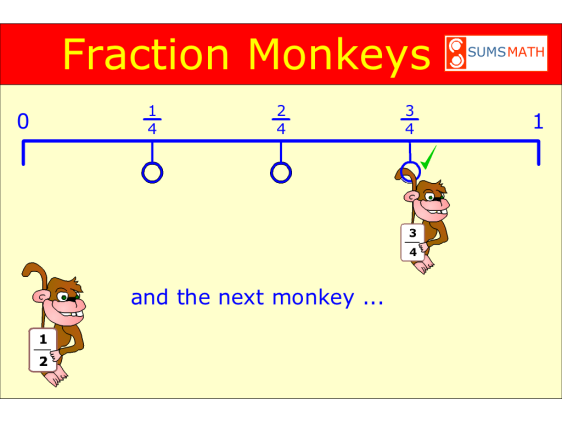 Fraction Monkeys
SUMSMATH
0 1/4 2/4 3/4 1
3/4
and the next monkey ...
1/2